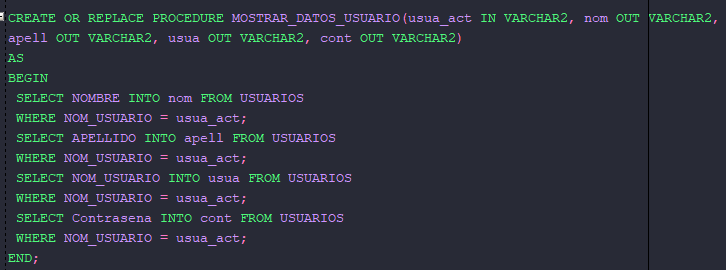 CREATE OR REPLACE PROCEDURE MOSTRAR_DATOS_USUARIO(usua_act IN VARCHAR2, nom OUT VARCHAR2,
apell OUT VARCHAR2, usua OUT VARCHAR2, cont OUT VARCHAR2)
AS
BEGIN
SELECT NOMBRE INTO nom FROM USUARIOS
WHERE NOM_USUARIO = usua_act;
SELECT APELLIDO INTO apell FROM USUARIOS
WHERE NOM_USUARIO = usua_act;
SELECT NOM_USUARIO INTO usua FROM USUARIOS
WHERE NOM_USUARIO = usua_act;
SELECT Contrasena INTO cont FROM USUARIOS
WHERE NOM_USUARIO = usua_act;
END;